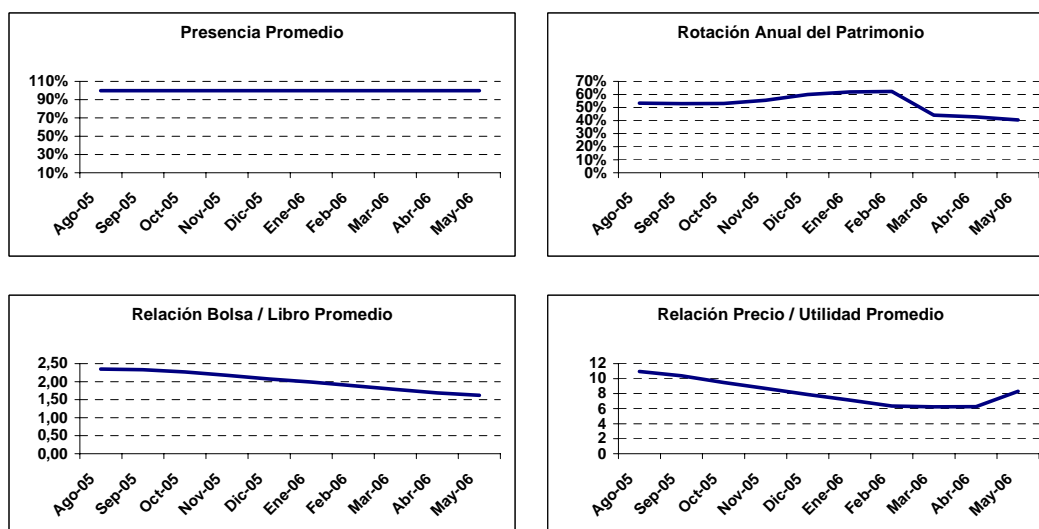 Presencia Promedio
110%
90%
70%
50%
30%
10%
Ago-05
Sep-05
Oct-05
Nov-05
Dic-05
Ene-06
Feb-06
Mar-06
Abr-06
May-06
Rotación Anual del Patrimonio
70%
60%
50%
40%
30%
20%
10%
0%
Ago-05
Sep-05
Oct-05
Nov-05
Dic-05
Ene-06
Feb-06
Mar-06
Abr-06
May-06
Relación Bolsa / Libro Promedio
2,50
2,00
1,50
1,00
0,50
0,00
Ago-05
Sep-05
Oct-05
Nov-05
Dic-05
Ene-06
Feb-06
Mar-06
Abr-06
May-06
Relación Precio / Utilidad Promedio
12
10
8
6
4
2
0
Ago-05
Sep-05
Oct-05
Nov-05
Dic-05
Ene-06
Feb-06
Mar-06
Abr-06
May-06